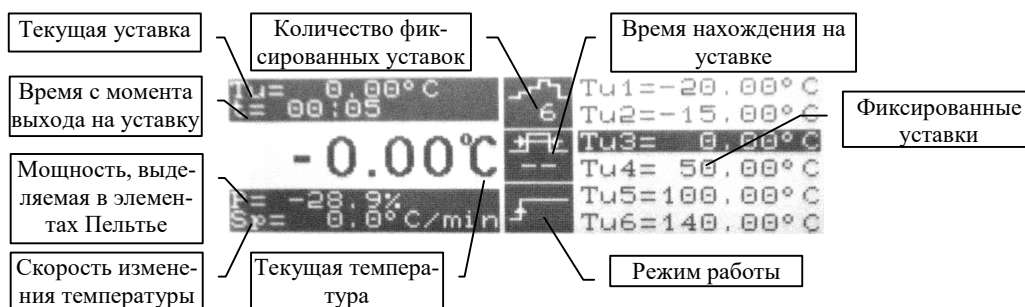 Текущая уставка
Количество фик-
сированных уставок
Время нахождения на
уставке
Время с момента
выхода на уставку
Фиксированные
уставки
Мощность, выде-
ляемая в элемен-
тах Пельтье
Скорость измене-
ния температуры
Текущая темпера-
тура
Режим работы
Tu= 0.00°C
t= 00:05
-0.00°C
P= -28.9%
Sp= 0.0°C/min
6
--
Tu1=-20.00°C
Tu2=-15.00°C
Tu3= 0.00°C
Tu4= 50.00°C
Tu5=100.00°C
Tu6=140.00°C